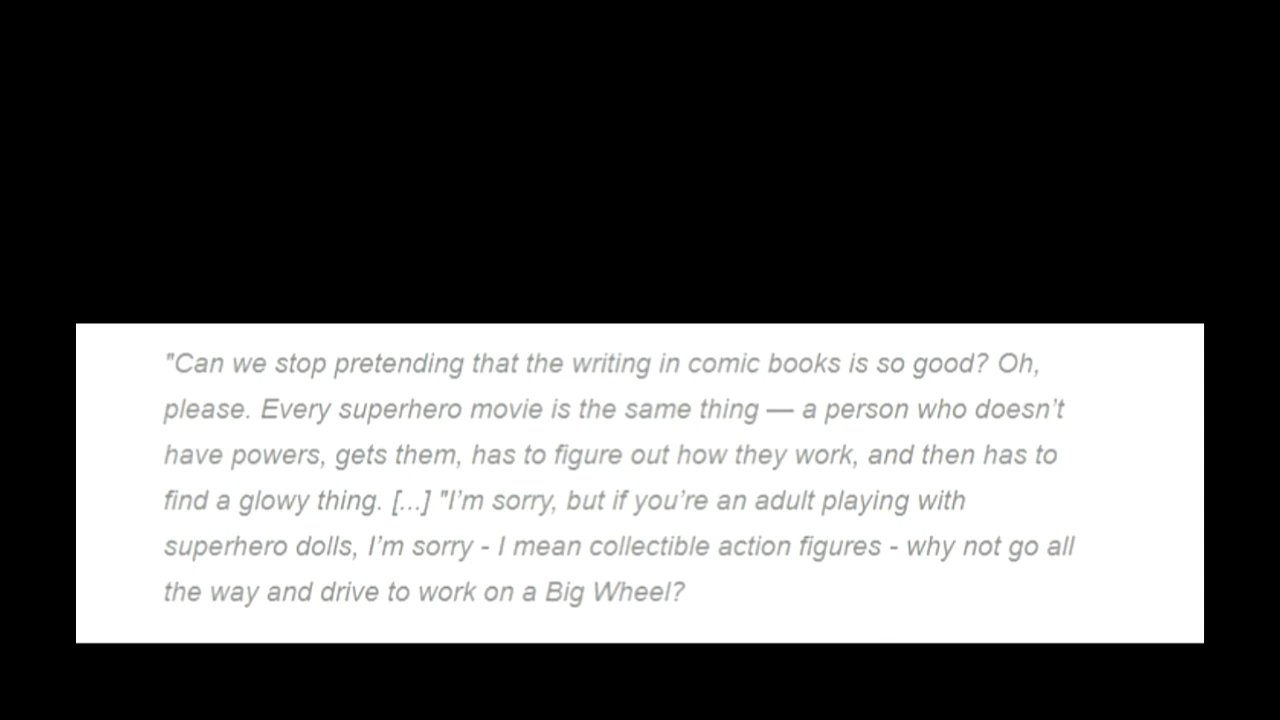 "Can we stop pretending that the writing in comic books is so good? Oh,
please. Every superhero movie is the same thing — a person who doesn’t
have powers, gets them, has to figure out how they work, and then has to
find a glowy thing. [...] "I’m sorry, but if you’re an adult playing with
superhero dolls, I’m sorry - I mean collectible action figures - why not go all
the way and drive to work on a Big Wheel?